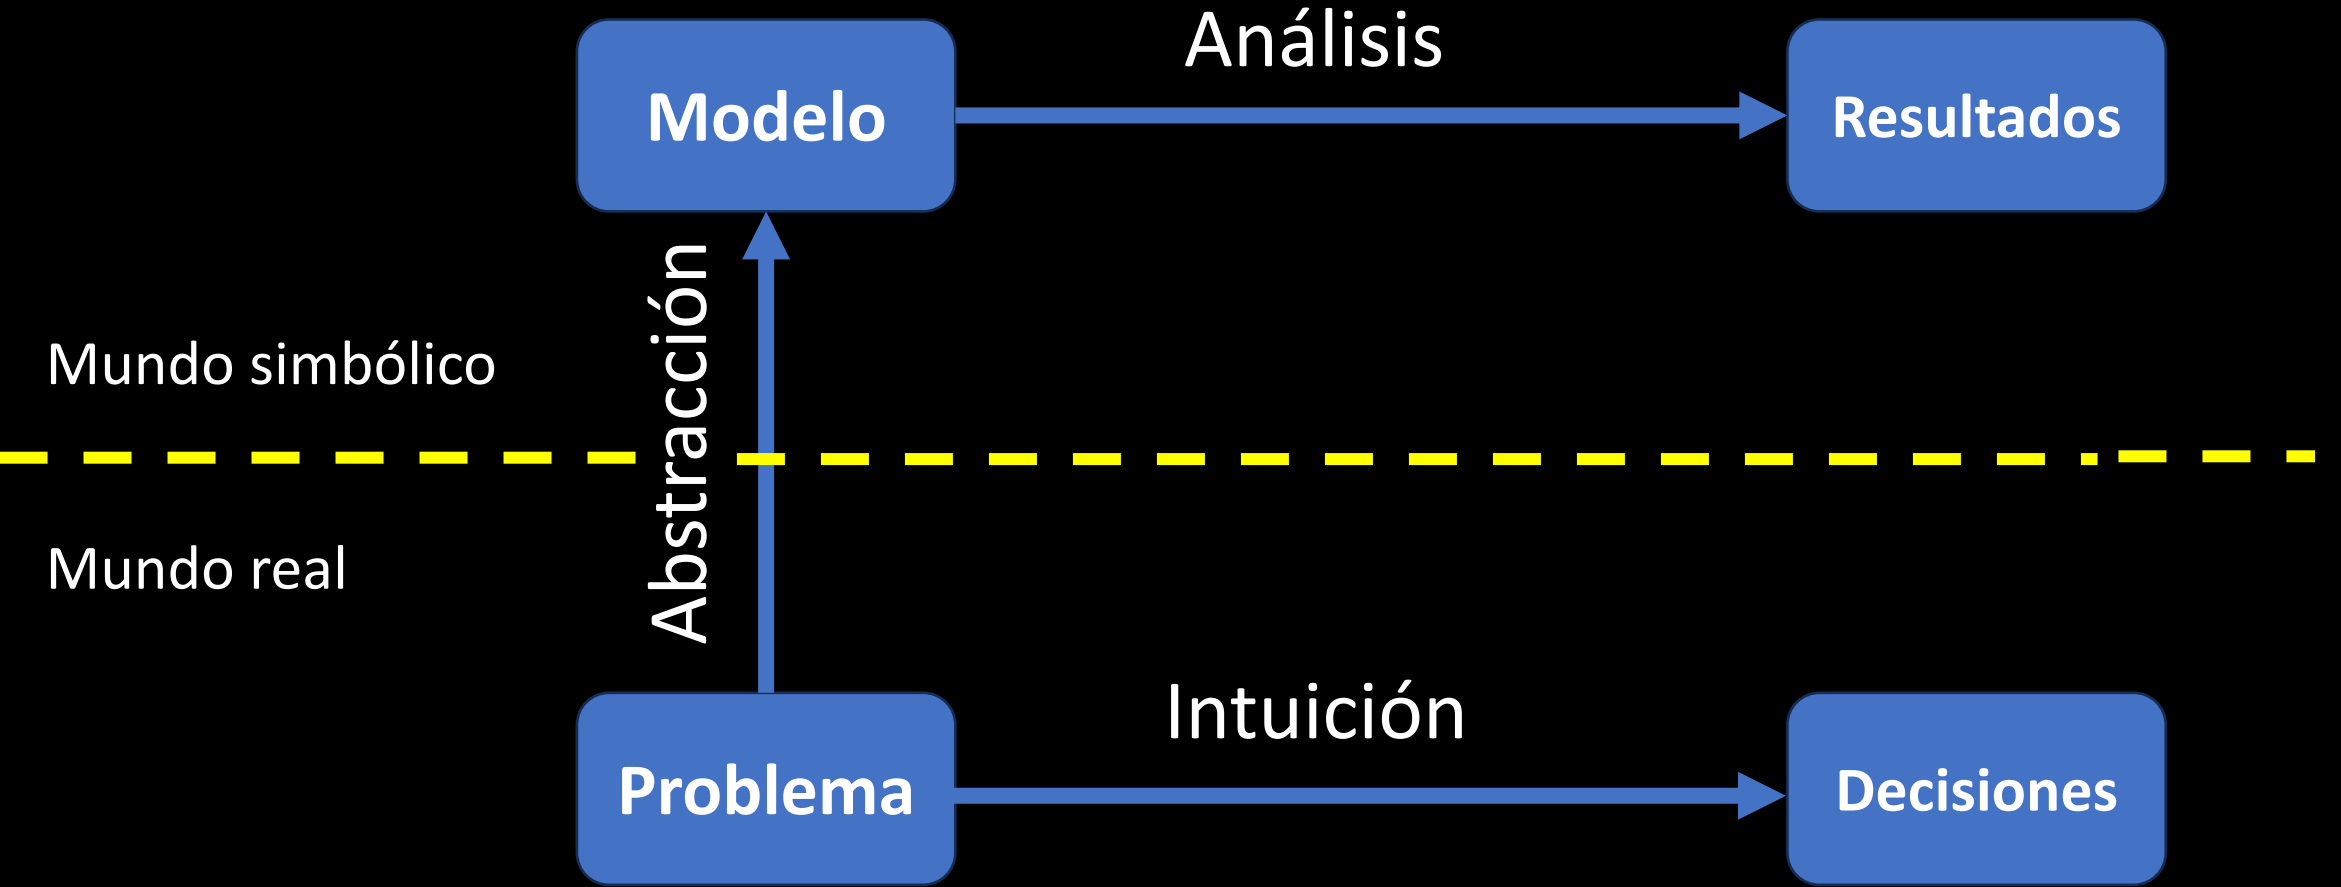 Análisis
Modelo
Resultados
Abstracción
Mundo simbólico
Mundo real
Intuición
Problema
Decisiones